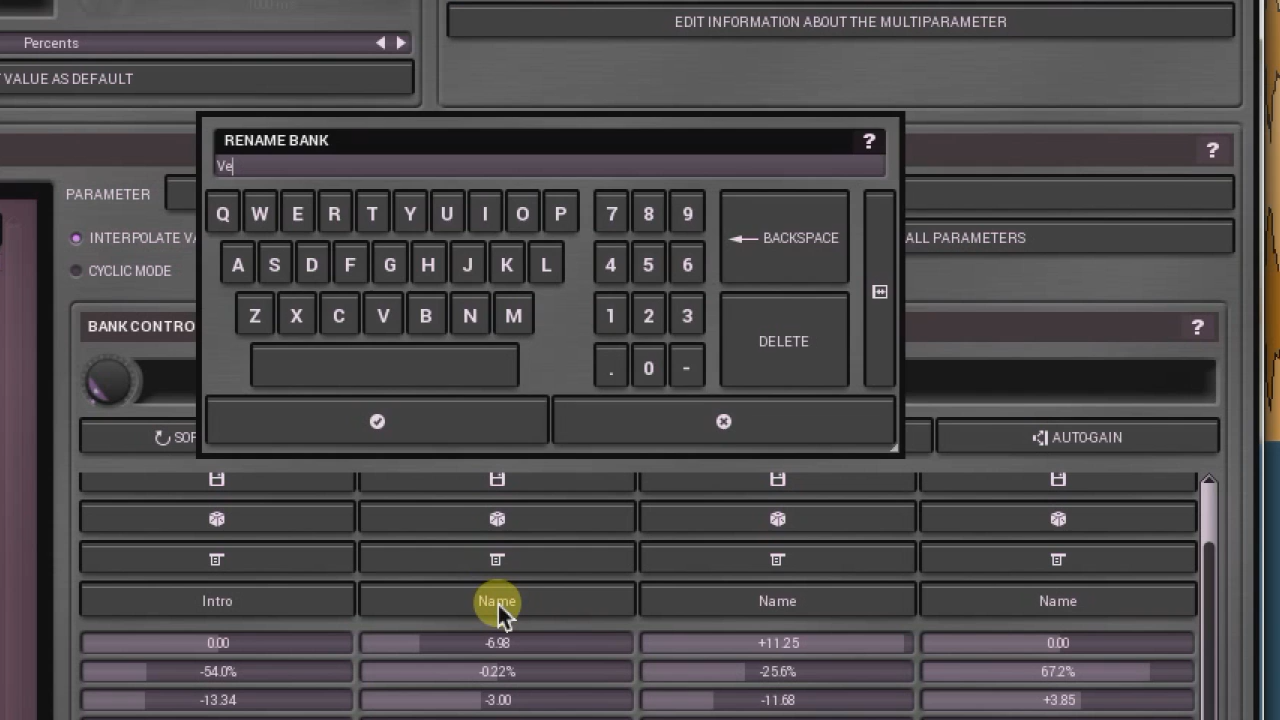 EDIT INFORMATION ABOUT THE MULTIPARAMETER
Percents
VALUE AS DEFAULT
RENAME BANK ?
Ve
?
PARAMETER
Q W E R T Y U I O P 7 8 9
BACKSPACE
INTERPOLATE VA
ALL PARAMETERS
A S D F G H J K L 4 5 6
CYCLIC MODE
Z X C V B N M 1 2 3
BANK CONTRO
?
DELETE
. 0 -
SOR
AUTO-GAIN
Intro Name Name Name
0.00 -6.98 +11.25 0.00
-54.0% -0.22% -25.6% 67.2%
-13.34 -3.00 -11.68 +3.85